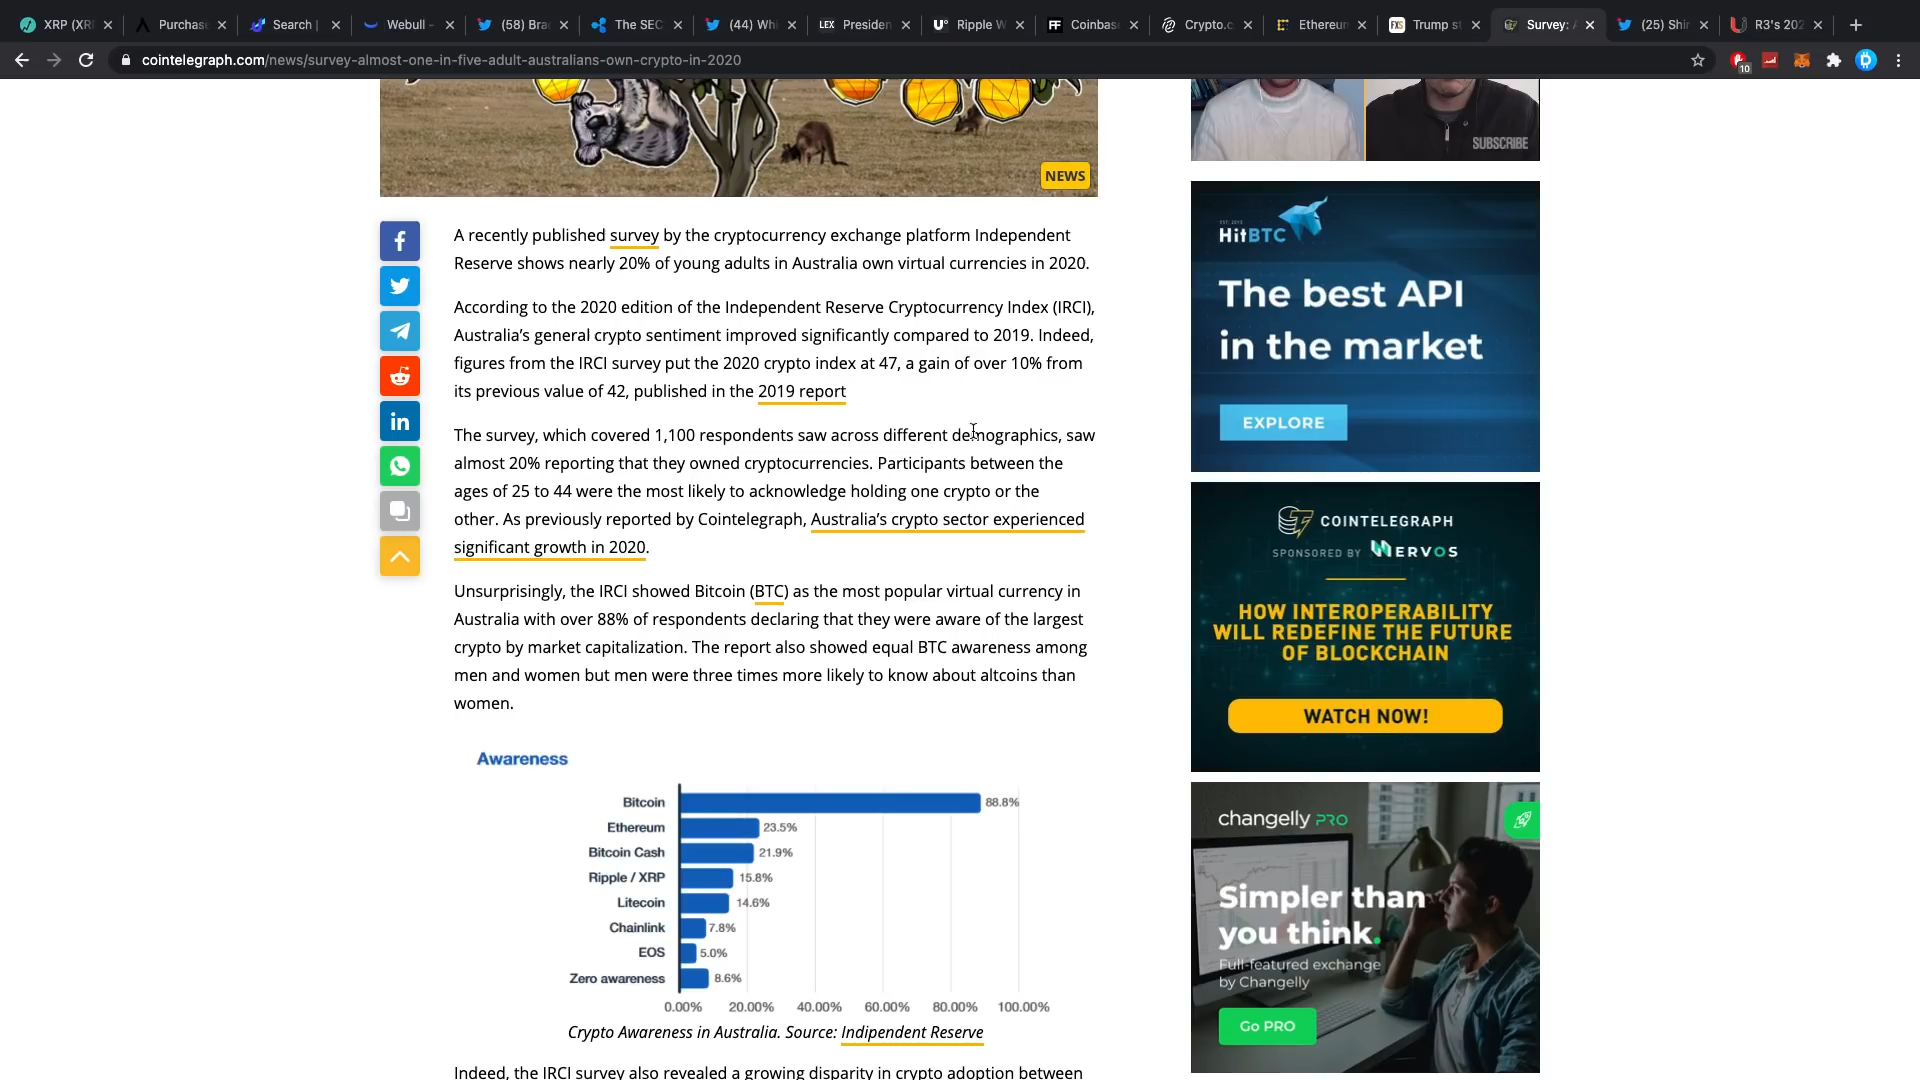 XRP (XR
Purchas
Search |
Webull -
(58) Bra
The SEC
(44) Wh
LEX Presiden
Ripple W
FF Coinbas
Crypto.c
Ethereu
FXS Trump st
Survey: A
(25) Shi
R3's 202
cointelegraph.com/news/survey-almost-one-in-five-adult-australians-own-crypto-in-2020
10
NEWS
SUBSCRIBE
A recently published survey by the cryptocurrency exchange platform Independent
Reserve shows nearly 20% of young adults in Australia own virtual currencies in 2020.
According to the 2020 edition of the Independent Reserve Cryptocurrency Index (IRCI),
Australia's general crypto sentiment improved significantly compared to 2019. Indeed,
figures from the IRCI survey put the 2020 crypto index at 47, a gain of over 10% from
its previous value of 42, published in the 2019 report
The survey, which covered 1,100 respondents saw across different demographics, saw
almost 20% reporting that they owned cryptocurrencies. Participants between the
ages of 25 to 44 were the most likely to acknowledge holding one crypto or the
other. As previously reported by Cointelegraph, Australia's crypto sector experienced
significant growth in 2020.
Unsurprisingly, the IRCI showed Bitcoin (BTC) as the most popular virtual currency in
Australia with over 88% of respondents declaring that they were aware of the largest
crypto by market capitalization. The report also showed equal BTC awareness among
men and women but men were three times more likely to know about altcoins than
women.
Awareness
Bitcoin 88.8%
Ethereum 23.5%
Bitcoin Cash 21.9%
Ripple / XRP 15.8%
Litecoin 14.6%
Chainlink 7.8%
EOS 5.0%
Zero awareness 8.6%
0.00% 20.00% 40.00% 60.00% 80.00% 100.00%
Crypto Awareness in Australia. Source: Indipendent Reserve
Indeed, the IRCI survey also revealed a growing disparity in crypto adoption between
EST. 2013
HitBTC
The best API
in the market
EXPLORE
COINTELEGRAPH
SPONSORED BY NERVOS
HOW INTEROPERABILITY
WILL REDEFINE THE FUTURE
OF BLOCKCHAIN
WATCH NOW!
changelly PRO
Simpler than
you think.
Full-featured exchange
by Changelly
Go PRO